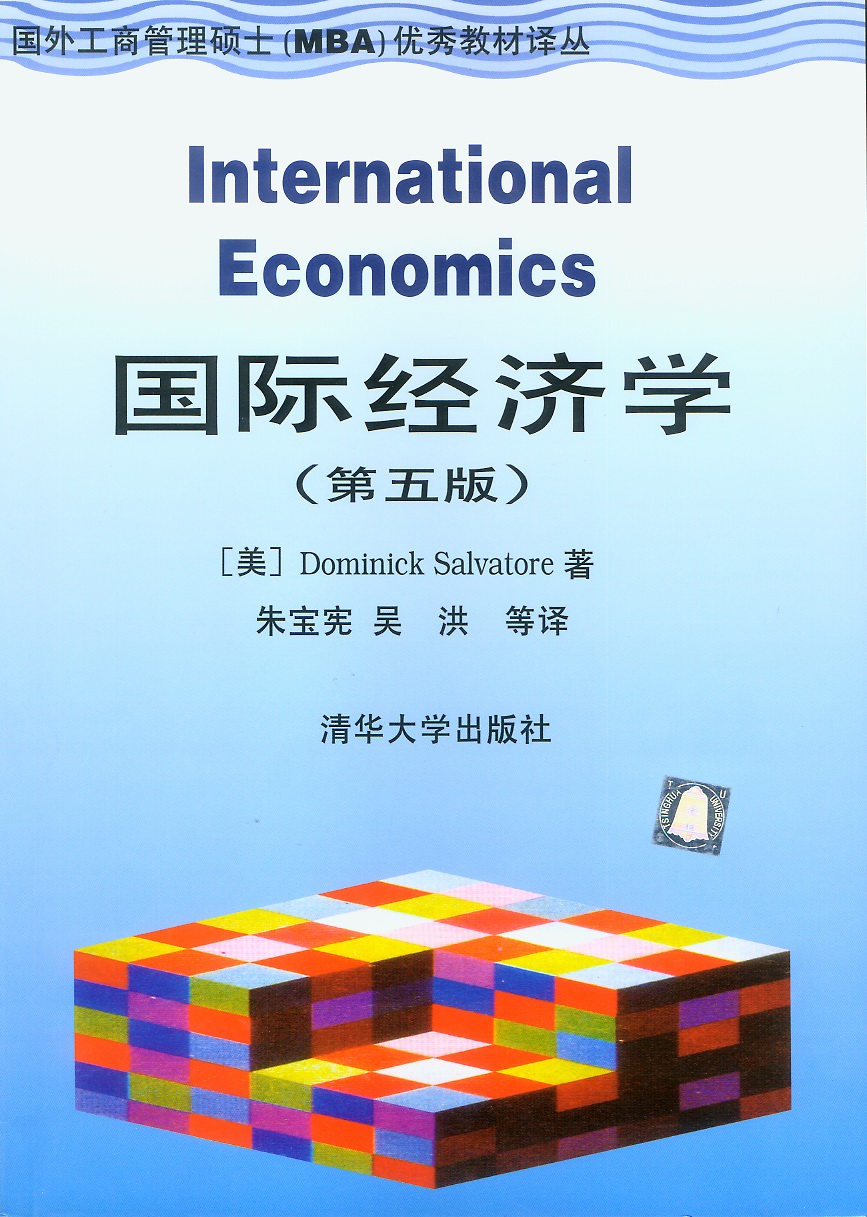 国外工商管理硕士(MBA)优秀教材译丛
International
Economics
国际经济学
(第五版)
[美] Dominick Salvatore 著
朱宝宪 吴 洪 等译
清华大学出版社
T U
TSINGHUA UNIVERSITY